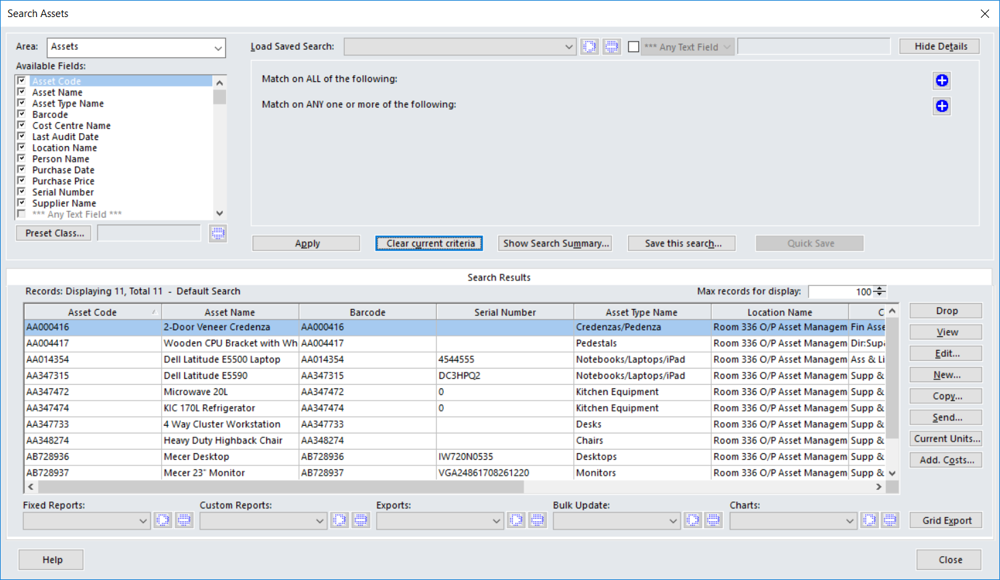 Search Assets
Area: Assets
Load Saved Search: *** Any Text Field Hide Details
Available Fields:
Asset Code
Asset Name
Asset Type Name
Barcode
Cost Centre Name
Last Audit Date
Location Name
Person Name
Purchase Date
Purchase Price
Serial Number
Supplier Name
*** Any Text Field ***
Preset Class...
Match on ALL of the following:
Match on ANY one or more of the following:
Apply Clear current criteria Show Search Summary... Save this search... Quick Save
Search Results
Records: Displaying 11, Total 11 - Default Search Max records for display: 100
Asset Code Asset Name Barcode Serial Number Asset Type Name Location Name C
AA000416 2-Door Veneer Credenza AA000416 Credenzas/Pedenza Room 336 O/P Asset Managem Fin Asse
AA004417 Wooden CPU Bracket with Wh AA004417 Pedestals Room 336 O/P Asset Managem Dir:Supa
AA014354 Dell Latitude E5500 Laptop AA014354 4544555 Notebooks/Laptops/iPad Room 336 O/P Asset Managem Ass & Li
AA347315 Dell Latitude E5590 AA347315 DC3HPQ2 Notebooks/Laptops/iPad Room 336 O/P Asset Managem Supp &
AA347472 Microwave 20L AA347472 0 Kitchen Equipment Room 336 O/P Asset Managem Supp &
AA347474 KIC 170L Refrigerator AA347474 0 Kitchen Equipment Room 336 O/P Asset Managem Supp &
AA347733 4 Way Cluster Workstation AA347733 Desks Room 336 O/P Asset Managem Supp &
AA348274 Heavy Duty Highback Chair AA348274 Chairs Room 336 O/P Asset Managem Supp &
AB728936 Mecer Desktop AB728936 IW720N0535 Desktops Room 336 O/P Asset Managem Supp &
AB728937 Mecer 23" Monitor AB728937 VGA24861708261220 Monitors Room 336 O/P Asset Managem Supp &
Drop
View
Edit...
New...
Copy...
Send...
Current Units...
Add. Costs...
Fixed Reports: Custom Reports: Exports: Bulk Update: Charts:
Grid Export
Help Close